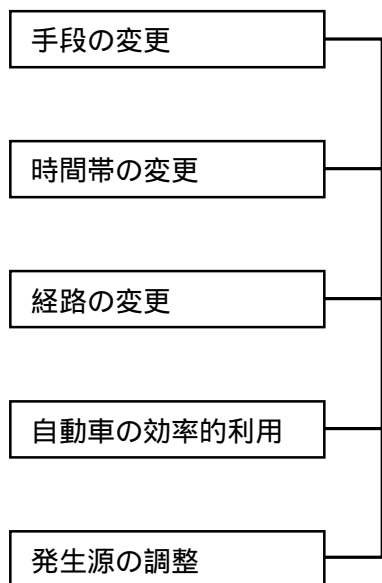 手段の変更
時間帯の変更
経路の変更
自動車の効率的利用
発生源の調整